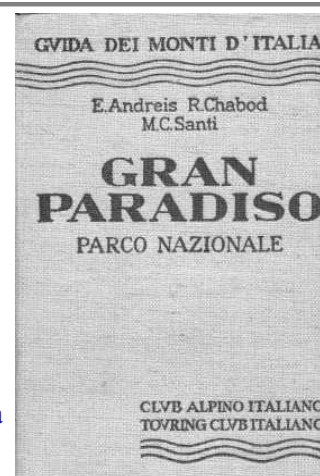 GVIDA DEI MONTI D'ITALIA
E.Andreis R.Chabod
M.C.Santi
GRAN
PARADISO
PARCO NAZIONALE
CLVB ALPINO ITALIANO
TOVRING CLVB ITALIANO